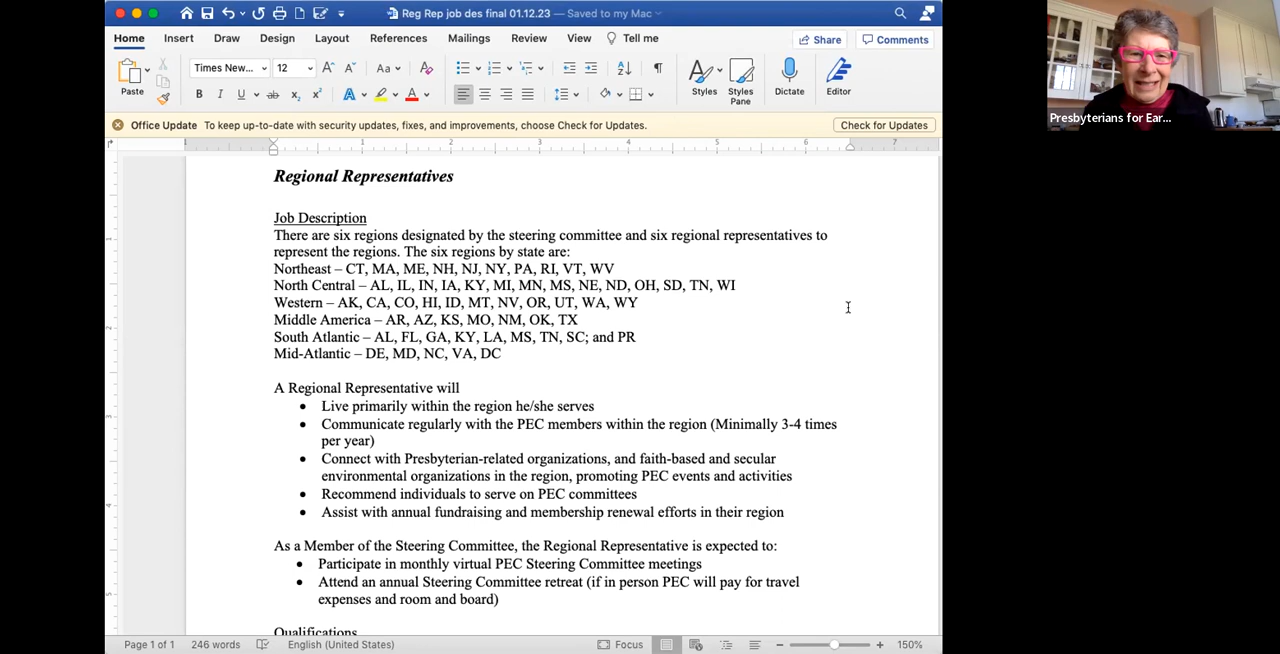 Reg Rep job des final 01.12.23 — Saved to my Mac
Home Insert Draw Design Layout References Mailings Review View Tell me Share Comments
Paste Times New... 12 Aa Styles Styles Pane Dictate Editor
B I U ab x₂ x² A A
Office Update To keep up-to-date with security updates, fixes, and improvements, choose Check for Updates. Check for Updates
1 2 3 4 5 6 7
Regional Representatives
Job Description
There are six regions designated by the steering committee and six regional representatives to
represent the regions. The six regions by state are:
Northeast – CT, MA, ME, NH, NJ, NY, PA, RI, VT, WV
North Central – AL, IL, IN, IA, KY, MI, MN, MS, NE, ND, OH, SD, TN, WI
Western – AK, CA, CO, HI, ID, MT, NV, OR, UT, WA, WY
Middle America – AR, AZ, KS, MO, NM, OK, TX
South Atlantic – AL, FL, GA, KY, LA, MS, TN, SC; and PR
Mid-Atlantic – DE, MD, NC, VA, DC
A Regional Representative will
• Live primarily within the region he/she serves
• Communicate regularly with the PEC members within the region (Minimally 3-4 times
per year)
• Connect with Presbyterian-related organizations, and faith-based and secular
environmental organizations in the region, promoting PEC events and activities
• Recommend individuals to serve on PEC committees
• Assist with annual fundraising and membership renewal efforts in their region
As a Member of the Steering Committee, the Regional Representative is expected to:
• Participate in monthly virtual PEC Steering Committee meetings
• Attend an annual Steering Committee retreat (if in person PEC will pay for travel
expenses and room and board)
Qualifications
Page 1 of 1 246 words English (United States) Focus 150%
Presbyterians for Ear...